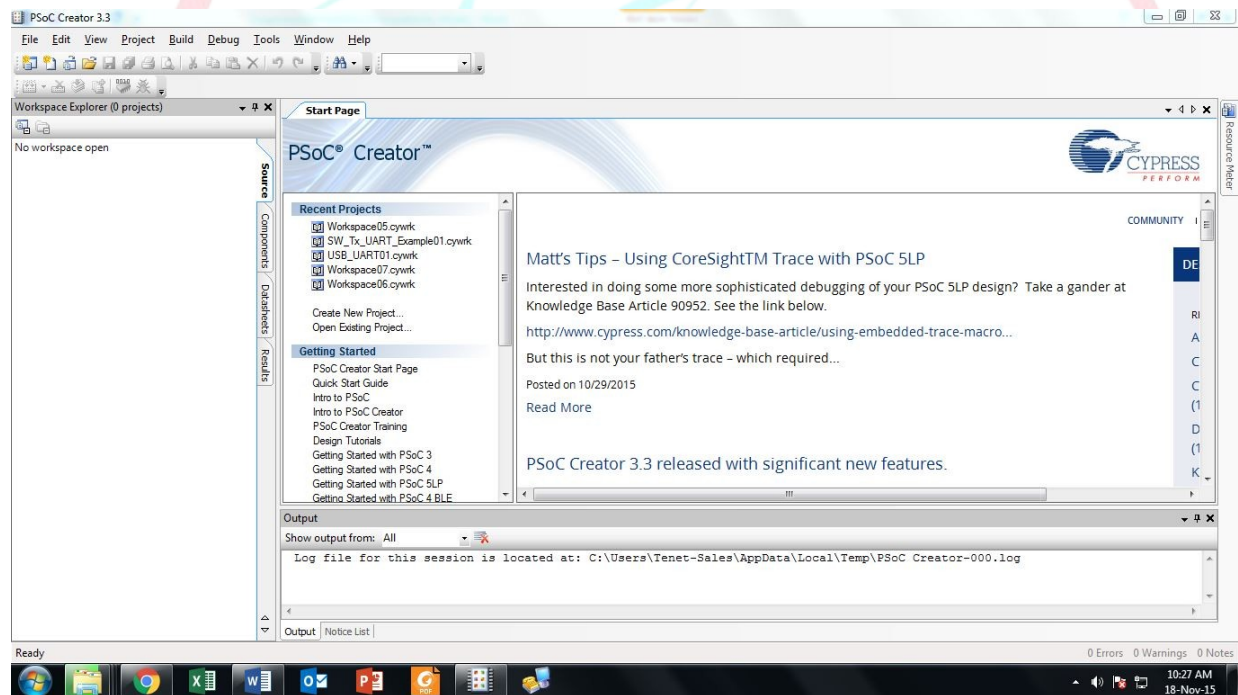 PSoC Creator 3.3
File Edit View Project Build Debug Tools Window Help
Workspace Explorer (0 projects)
No workspace open
Source
Components
Datasheets
Results
Start Page
PSoC® Creator™
CYPRESS
PERFORM
Resource Meter
Recent Projects
Workspace05.cywrk
SW_Tx_UART_Example01.cywrk
USB_UART01.cywrk
Workspace07.cywrk
Workspace06.cywrk
Create New Project...
Open Existing Project...
Getting Started
PSoC Creator Start Page
Quick Start Guide
Intro to PSoC
Intro to PSoC Creator
PSoC Creator Training
Design Tutorials
Getting Started with PSoC 3
Getting Started with PSoC 4
Getting Started with PSoC 5LP
Getting Started with PSoC 4 BLE
COMMUNITY
Matt's Tips – Using CoreSightTM Trace with PSoC 5LP
Interested in doing some more sophisticated debugging of your PSoC 5LP design? Take a gander at
Knowledge Base Article 90952. See the link below.
http://www.cypress.com/knowledge-base-article/using-embedded-trace-macro...
But this is not your father's trace – which required...
Posted on 10/29/2015
Read More
PSoC Creator 3.3 released with significant new features.
DE
RI
A
C
C
(1
D
(1
K
Output
Show output from: All
Log file for this session is located at: C:\Users\Tenet-Sales\AppData\Local\Temp\PSoC Creator-000.log
Output Notice List
Ready
0 Errors 0 Warnings 0 Notes
10:27 AM
18-Nov-15